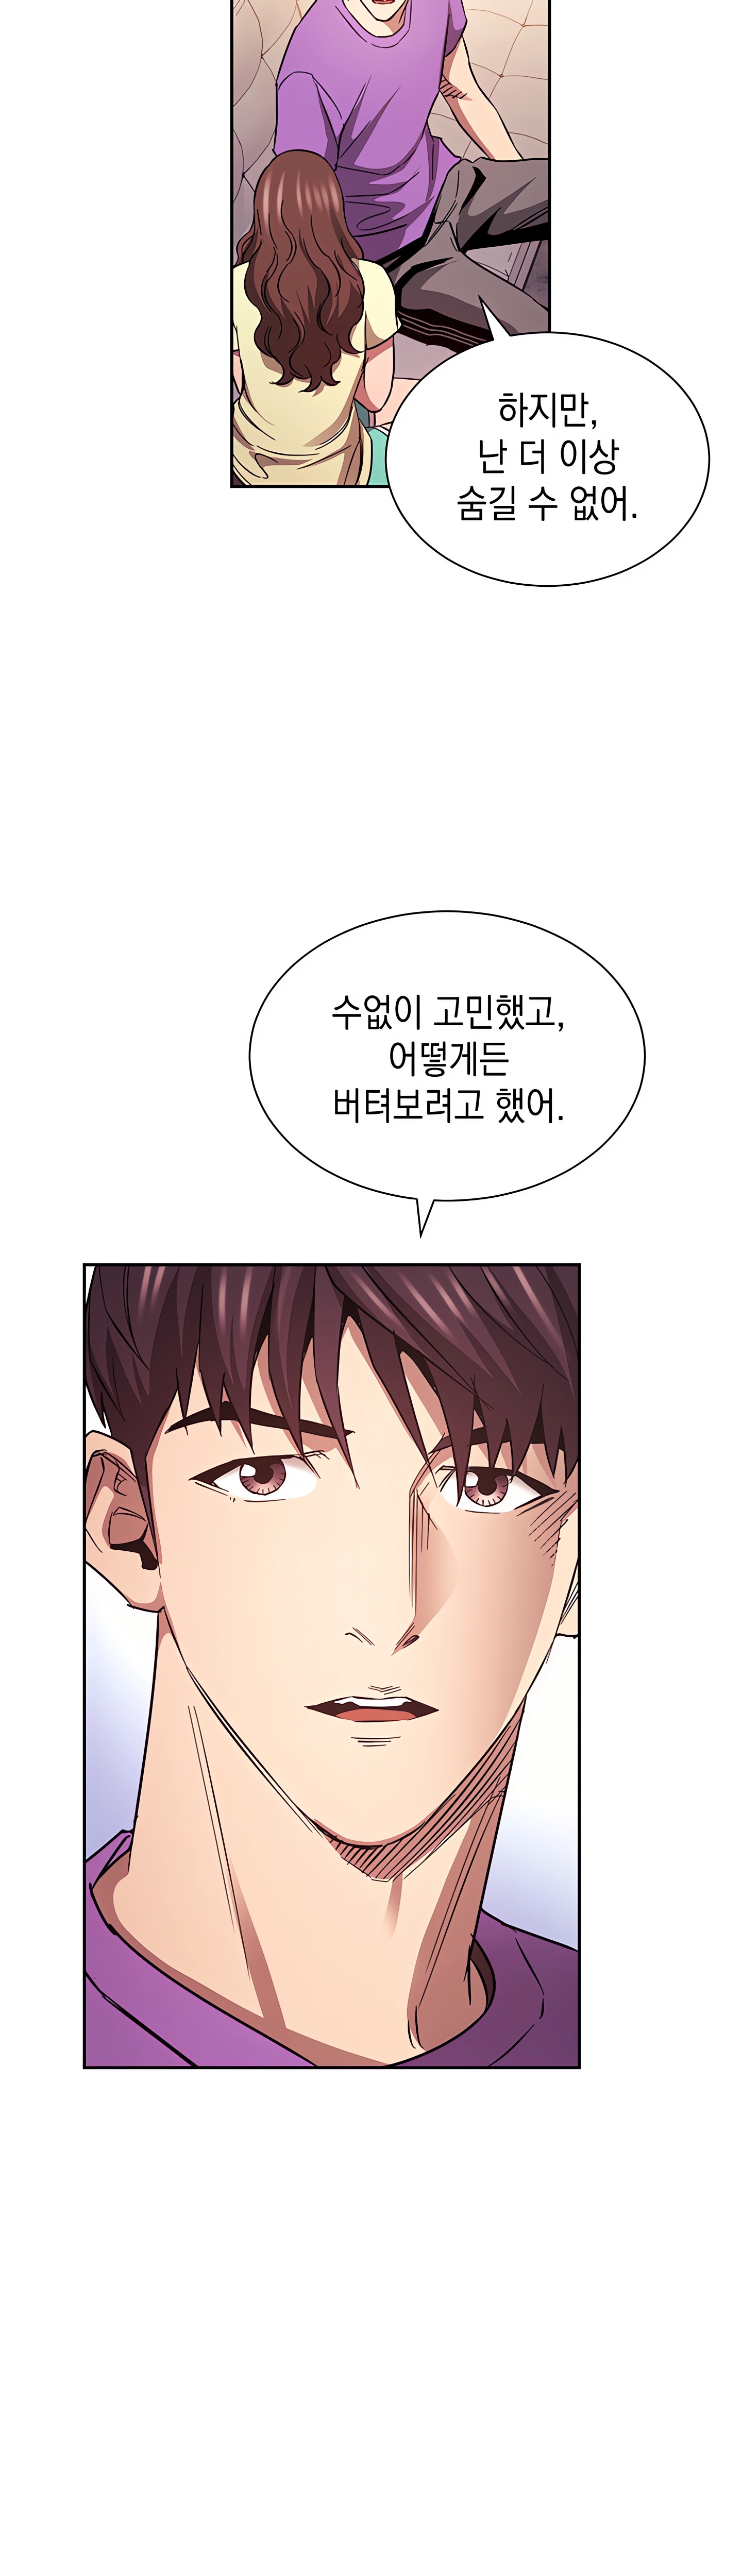 하지만,
난 더 이상
숨길 수 없어.
수없이 고민했고,
어떻게든
버텨보려고 했어.